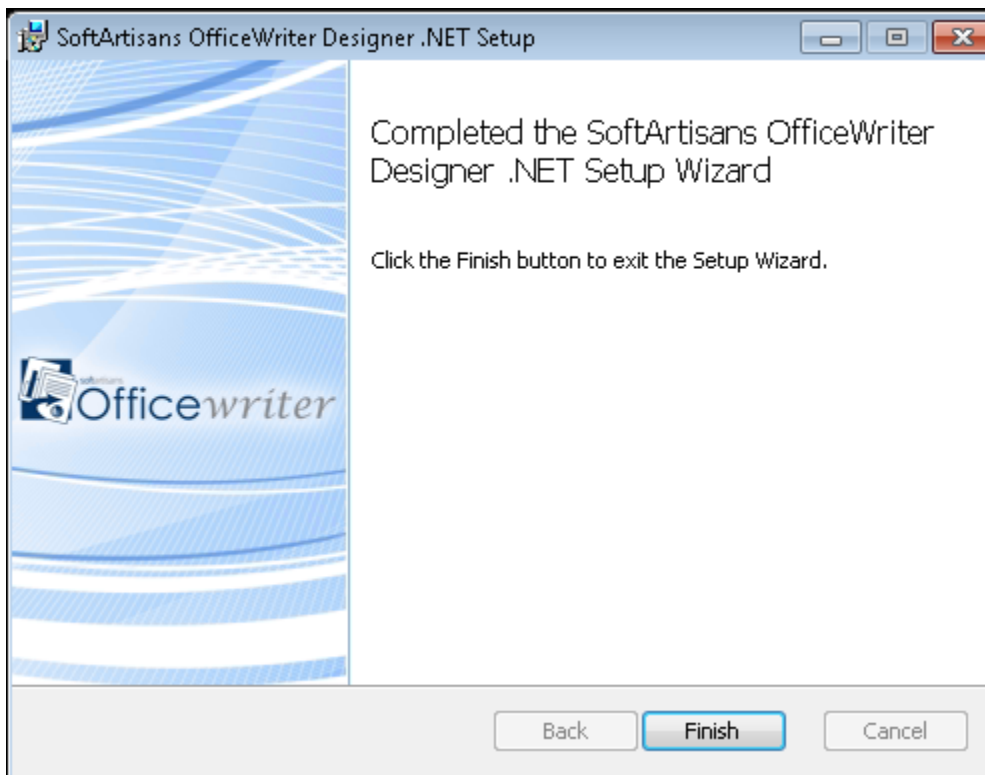 SoftArtisans OfficeWriter Designer .NET Setup
Completed the SoftArtisans OfficeWriter
Designer .NET Setup Wizard
Click the Finish button to exit the Setup Wizard.
softartisans
Officewriter
Back
Finish
Cancel